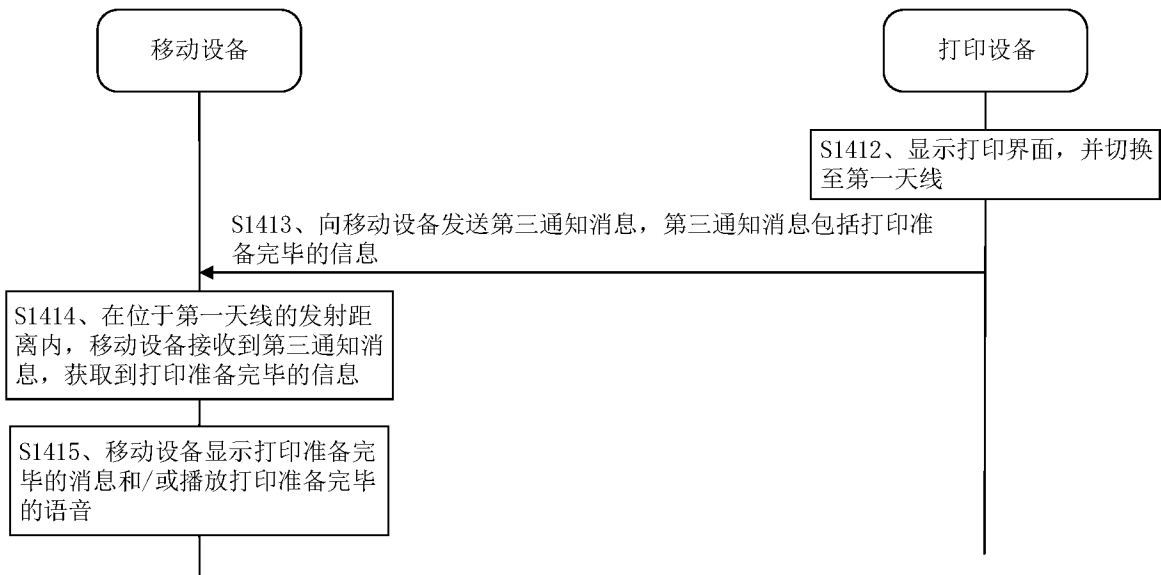 移动设备
打印设备
S1412、显示打印界面，并切换
至第一天线
S1413、向移动设备发送第三通知消息，第三通知消息包括打印准
备完毕的信息
S1414、在位于第一天线的发射距
离内，移动设备接收到第三通知消
息，获取到打印准备完毕的信息
S1415、移动设备显示打印准备完
毕的消息和/或播放打印准备完毕
的语音